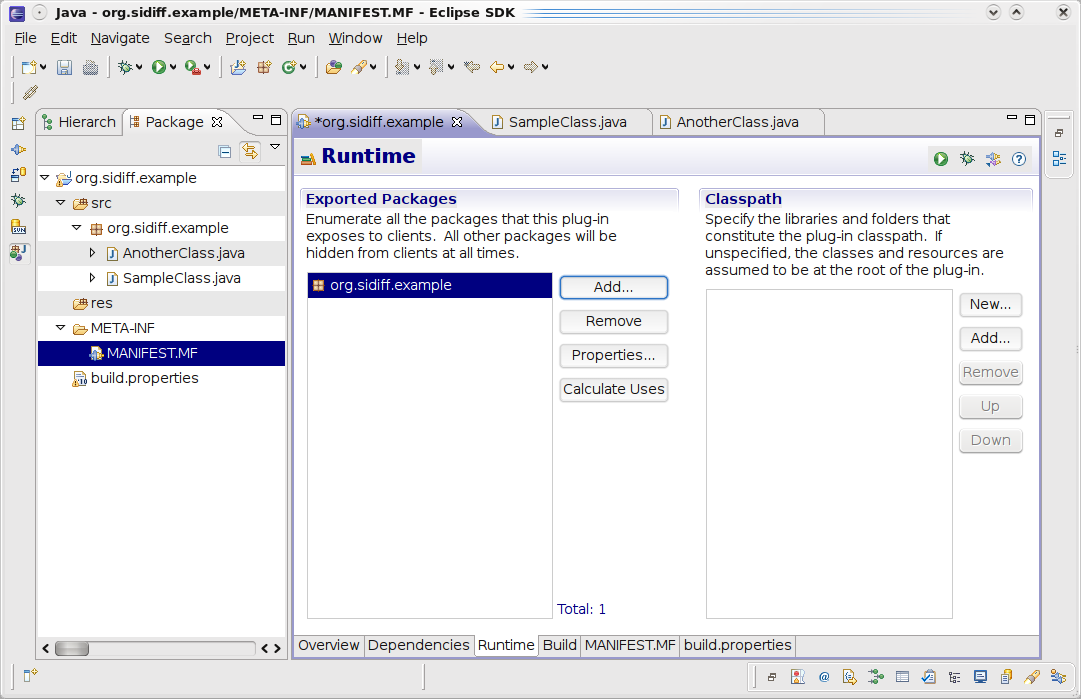 Java - org.sidiff.example/META-INF/MANIFEST.MF - Eclipse SDK
File Edit Navigate Search Project Run Window Help
Hierarch Package
*org.sidiff.example SampleClass.java AnotherClass.java
org.sidiff.example
src
org.sidiff.example
AnotherClass.java
SampleClass.java
res
META-INF
MANIFEST.MF
build.properties
Runtime
Exported Packages
Enumerate all the packages that this plug-in
exposes to clients.  All other packages will be
hidden from clients at all times.
org.sidiff.example
Add...
Remove
Properties...
Calculate Uses
Total: 1
Classpath
Specify the libraries and folders that
constitute the plug-in classpath.  If
unspecified, the classes and resources are
assumed to be at the root of the plug-in.
New...
Add...
Remove
Up
Down
Overview Dependencies Runtime Build MANIFEST.MF build.properties